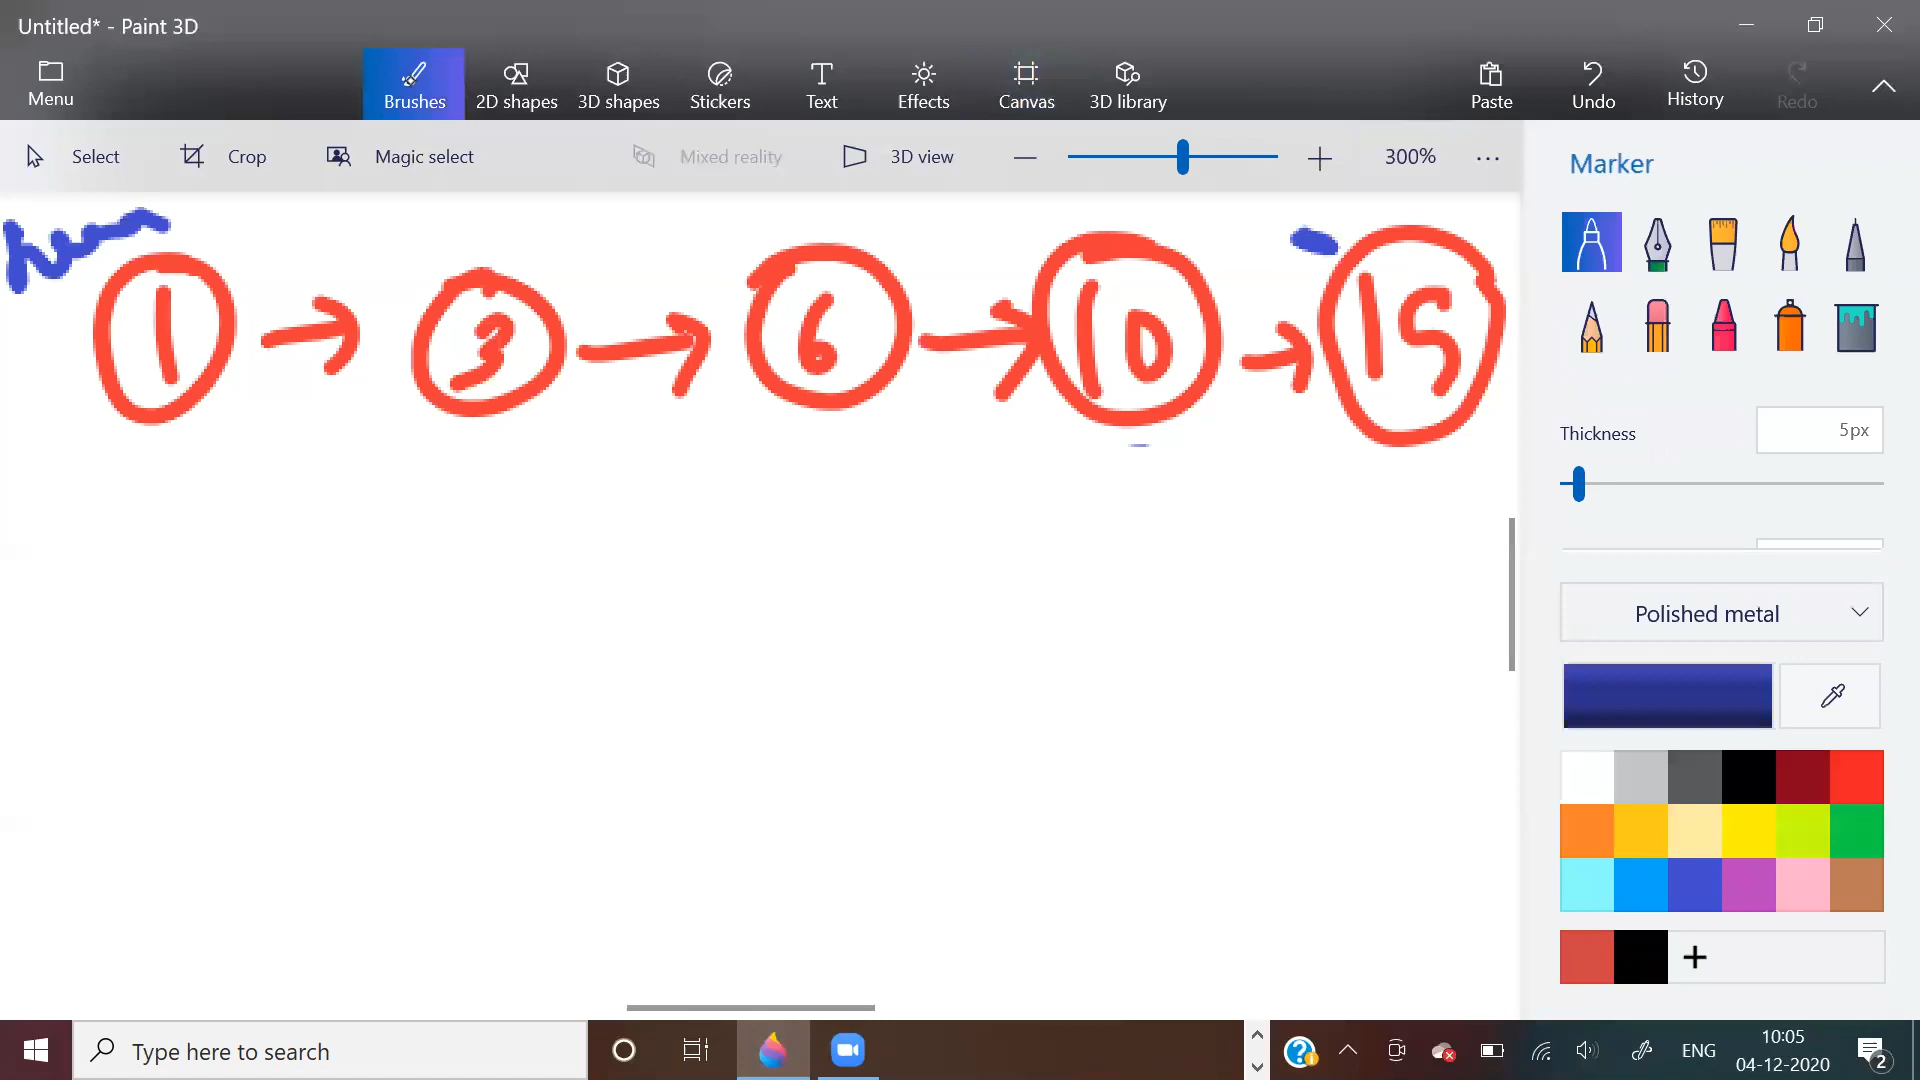 Untitled* - Paint 3D
Menu
Brushes
2D shapes
3D shapes
Stickers
Text
Effects
Canvas
3D library
Paste
Undo
History
Redo
Select
Crop
Magic select
Mixed reality
3D view
300%
Marker
1 → 3 → 6 → 10 → 15
Thickness
5px
Polished metal
Type here to search
ENG
10:05
04-12-2020
2